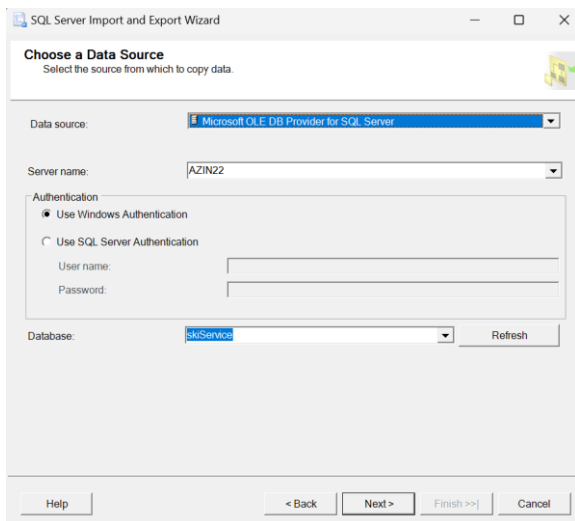 SQL Server Import and Export Wizard
Choose a Data Source
Select the source from which to copy data.
Data source: Microsoft OLE DB Provider for SQL Server
Server name: AZIN22
Authentication
Use Windows Authentication
Use SQL Server Authentication
User name:
Password:
Database: skiService Refresh
Help < Back Next > Finish >>| Cancel